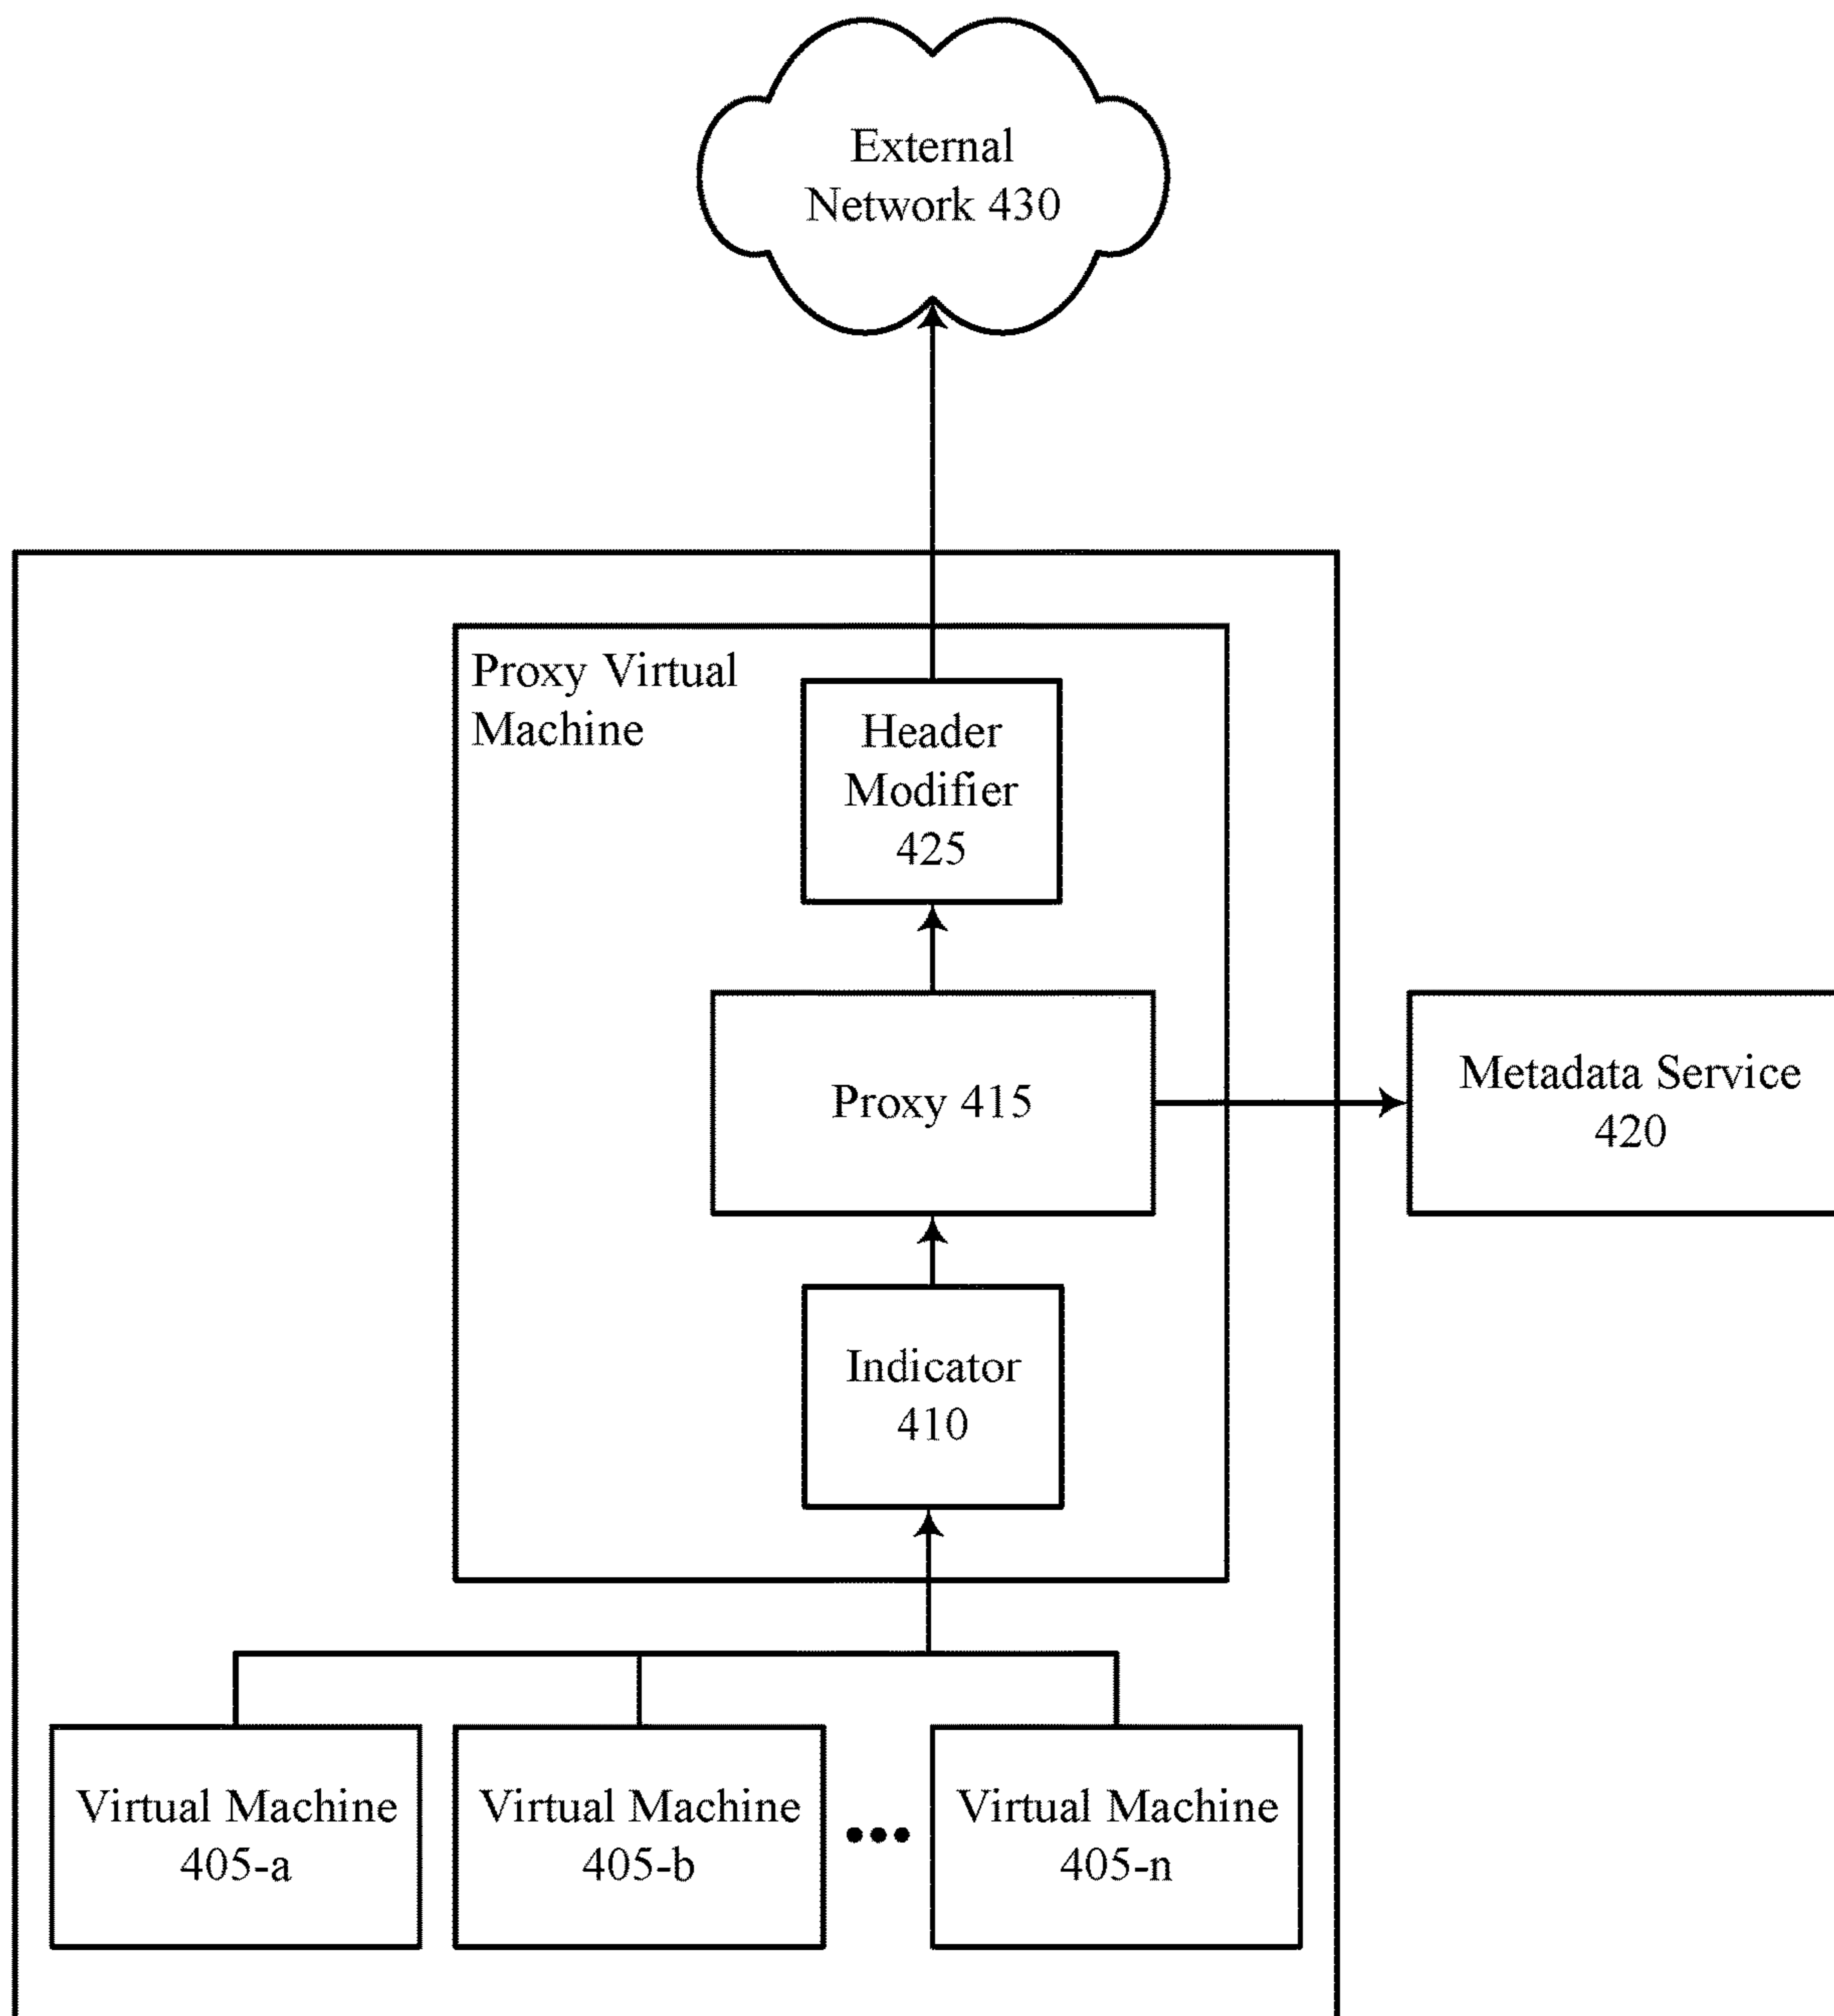 External
Network 430
Proxy Virtual
Machine
Header
Modifier
425
Proxy 415
Metadata Service
420
Indicator
410
Virtual Machine
405-a
Virtual Machine
405-b
Virtual Machine
405-n